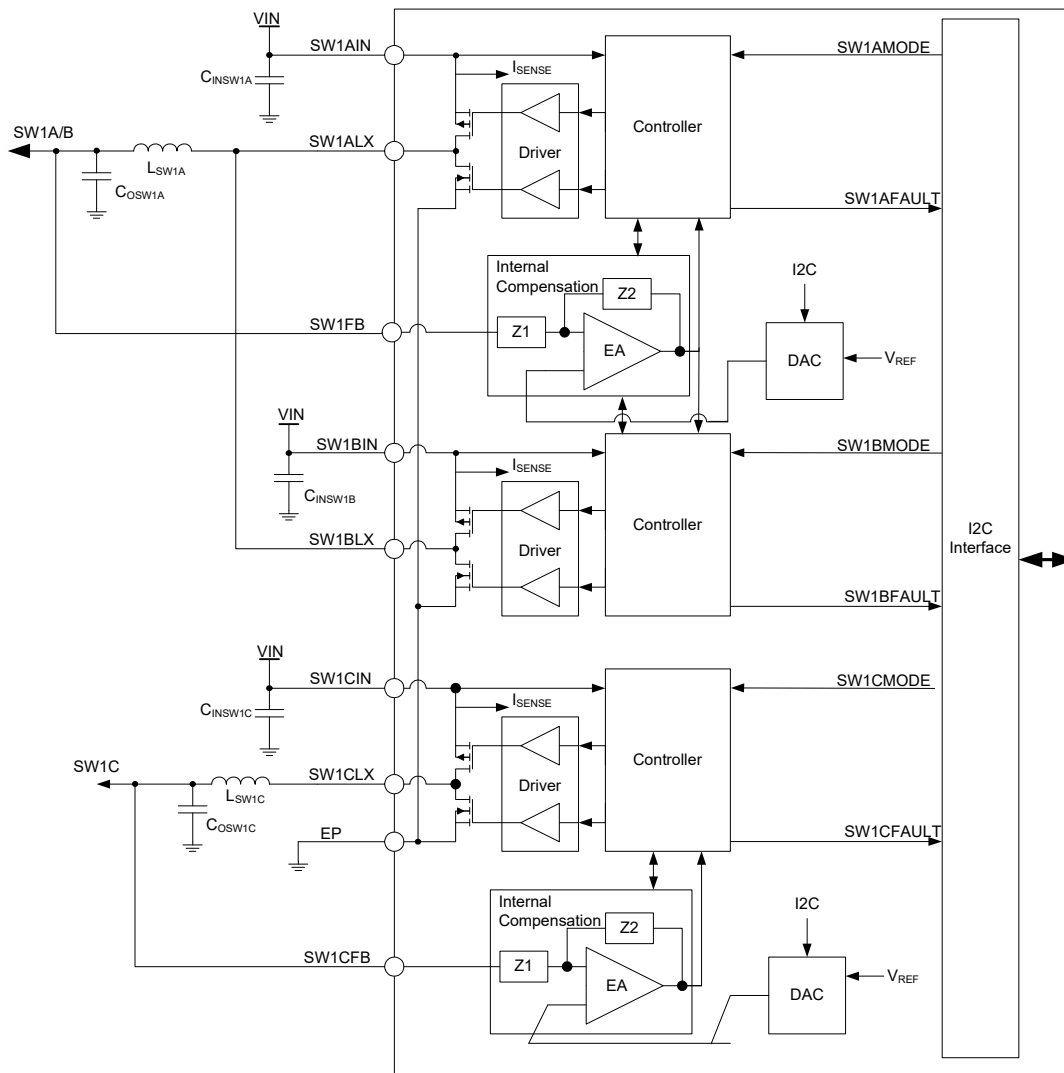 VIN
SW1AIN
SW1AMODE
CINSW1A
ISENSE
Controller
SW1A/B
SW1ALX
Driver
LSW1A
COSW1A
SW1AFAULT
Internal
Compensation
I2C
Z2
SW1FB
Z1
EA
DAC
VREF
VIN
SW1BIN
SW1BMODE
ISENSE
CINSW1B
Controller
I2C
Interface
SW1BLX
Driver
SW1BFAULT
VIN
SW1CIN
SW1CMODE
CINSW1C
ISENSE
Controller
SW1C
SW1CLX
Driver
LSW1C
COSW1C
EP
SW1CFAULT
Internal
Compensation
I2C
Z2
SW1CFB
Z1
EA
DAC
VREF